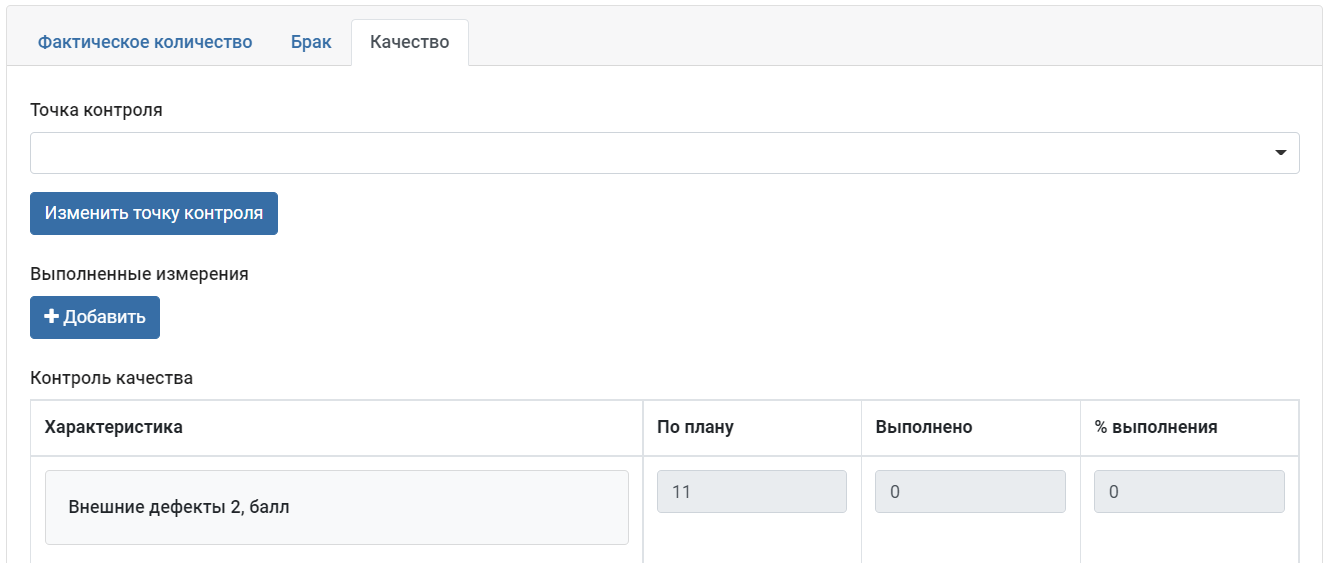 Фактическое количество Брак Качество
Точка контроля
Изменить точку контроля
Выполненные измерения
Добавить
Контроль качества
Характеристика По плану Выполнено % выполнения
Внешние дефекты 2, балл 11 0 0